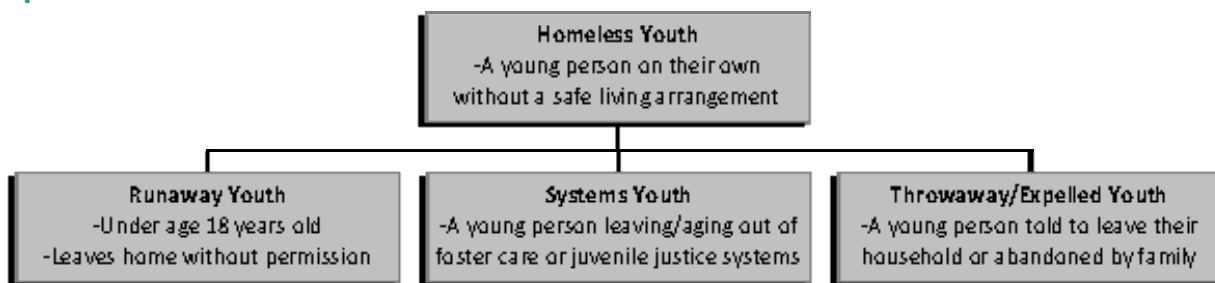 Homeless Youth
-A young person on their own
without a safe living arrangement
Runaway Youth
-Under age 18 years old
-Leaves home without permission
Systems Youth
-A young person leaving/aging out of
foster care or juvenile justice systems
Throwaway/Expelled Youth
-A young person told to leave their
household or abandoned by family